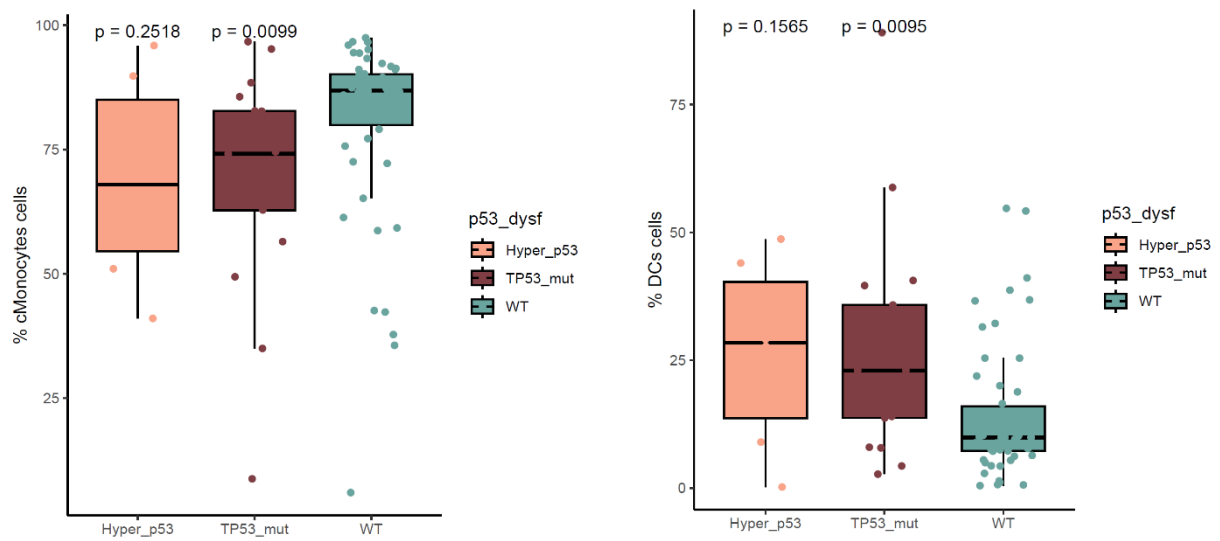 % cMonocytes cells
100
75
50
25
p = 0.2518
p = 0.0099
Hyper_p53
TP53_mut
WT
p53_dysf
Hyper_p53
TP53_mut
WT
% DCs cells
75
50
25
0
p = 0.1565
p = 0.0095
Hyper_p53
TP53_mut
WT
p53_dysf
Hyper_p53
TP53_mut
WT